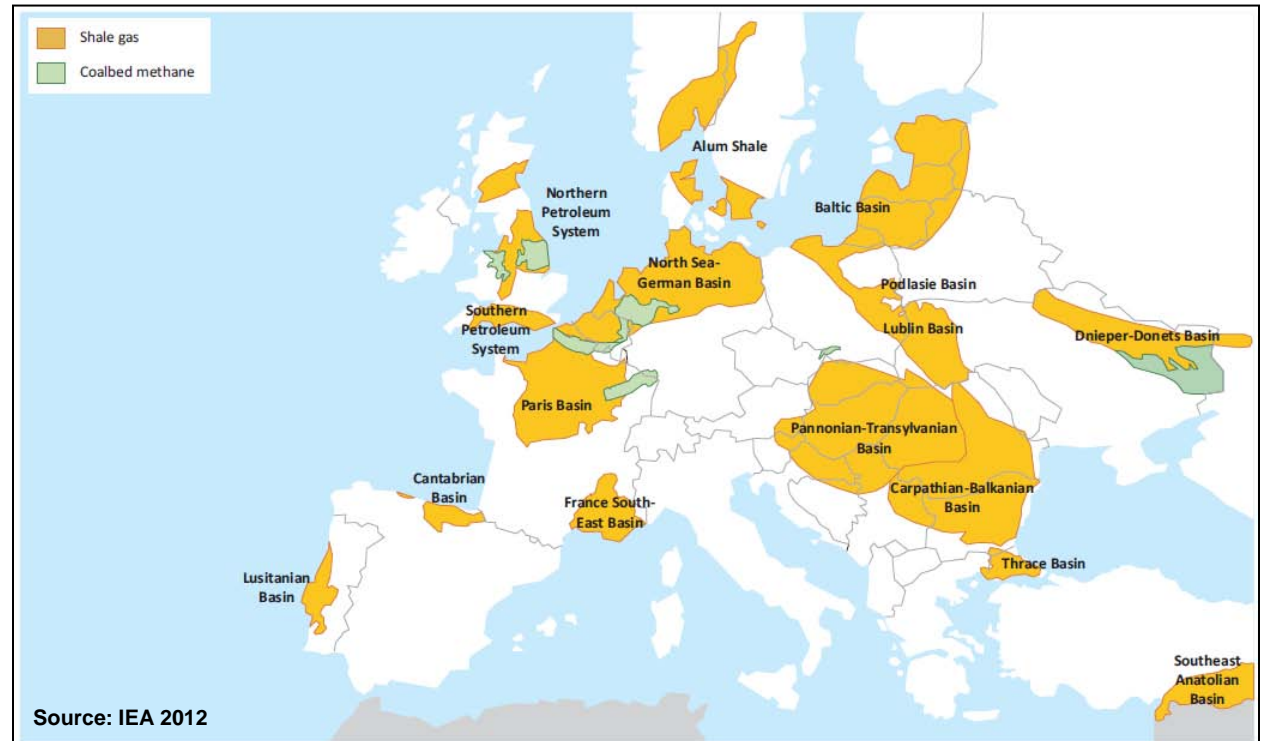 Shale gas
Coalbed methane
Alum Shale
Northern
Petroleum
System
Baltic Basin
North Sea-
German Basin
Podlasie Basin
Southern
Petroleum
System
Lublin Basin
Dnieper-Donets Basin
Paris Basin
Pannonian-Transylvanian
Basin
Cantabrian
Basin
France South-
East Basin
Carpathian-Balkanian
Basin
Thrace Basin
Lusitanian
Basin
Southeast
Anatolian
Basin
Source: IEA 2012